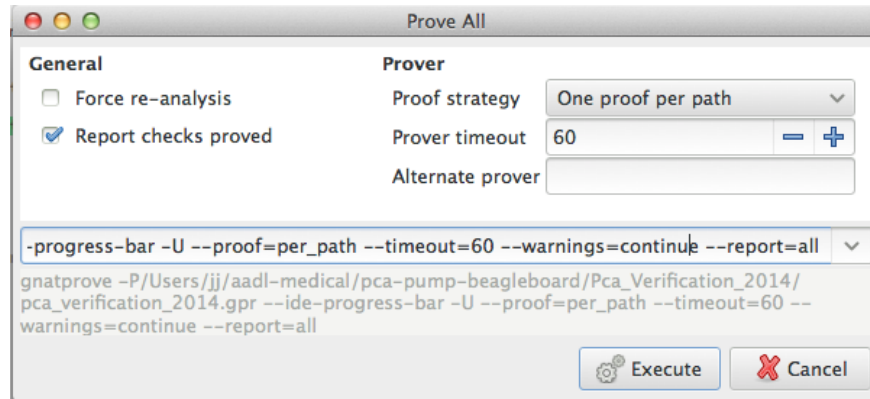 Prove All
General
Prover
Force re-analysis
Proof strategy
One proof per path
Report checks proved
Prover timeout
60
Alternate prover
-progress-bar -U --proof=per_path --timeout=60 --warnings=continue --report=all
gnatprove -P/Users/jj/aadl-medical/pca-pump-beagleboard/Pca_Verification_2014/
pca_verification_2014.gpr --ide-progress-bar -U --proof=per_path --timeout=60 --
warnings=continue --report=all
Execute
Cancel